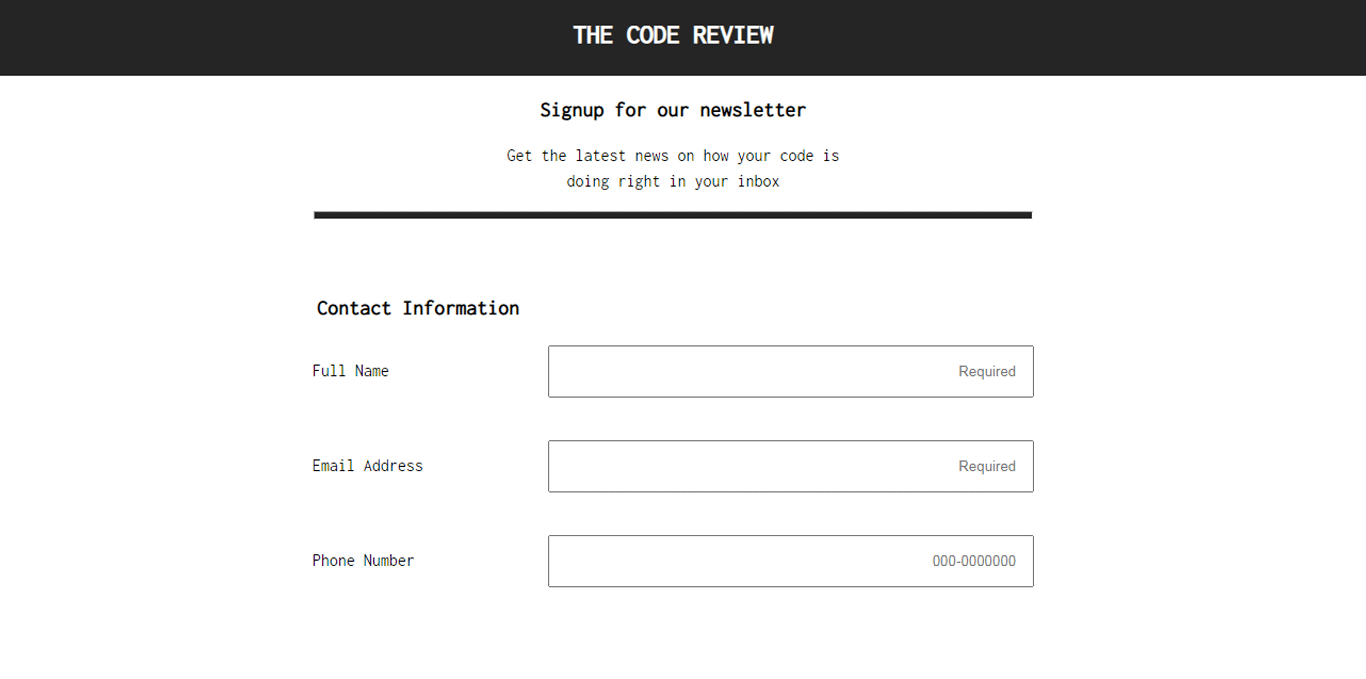 THE CODE REVIEW
Signup for our newsletter
Get the latest news on how your code is
doing right in your inbox
Contact Information
Full Name
Required
Email Address
Required
Phone Number
000-0000000